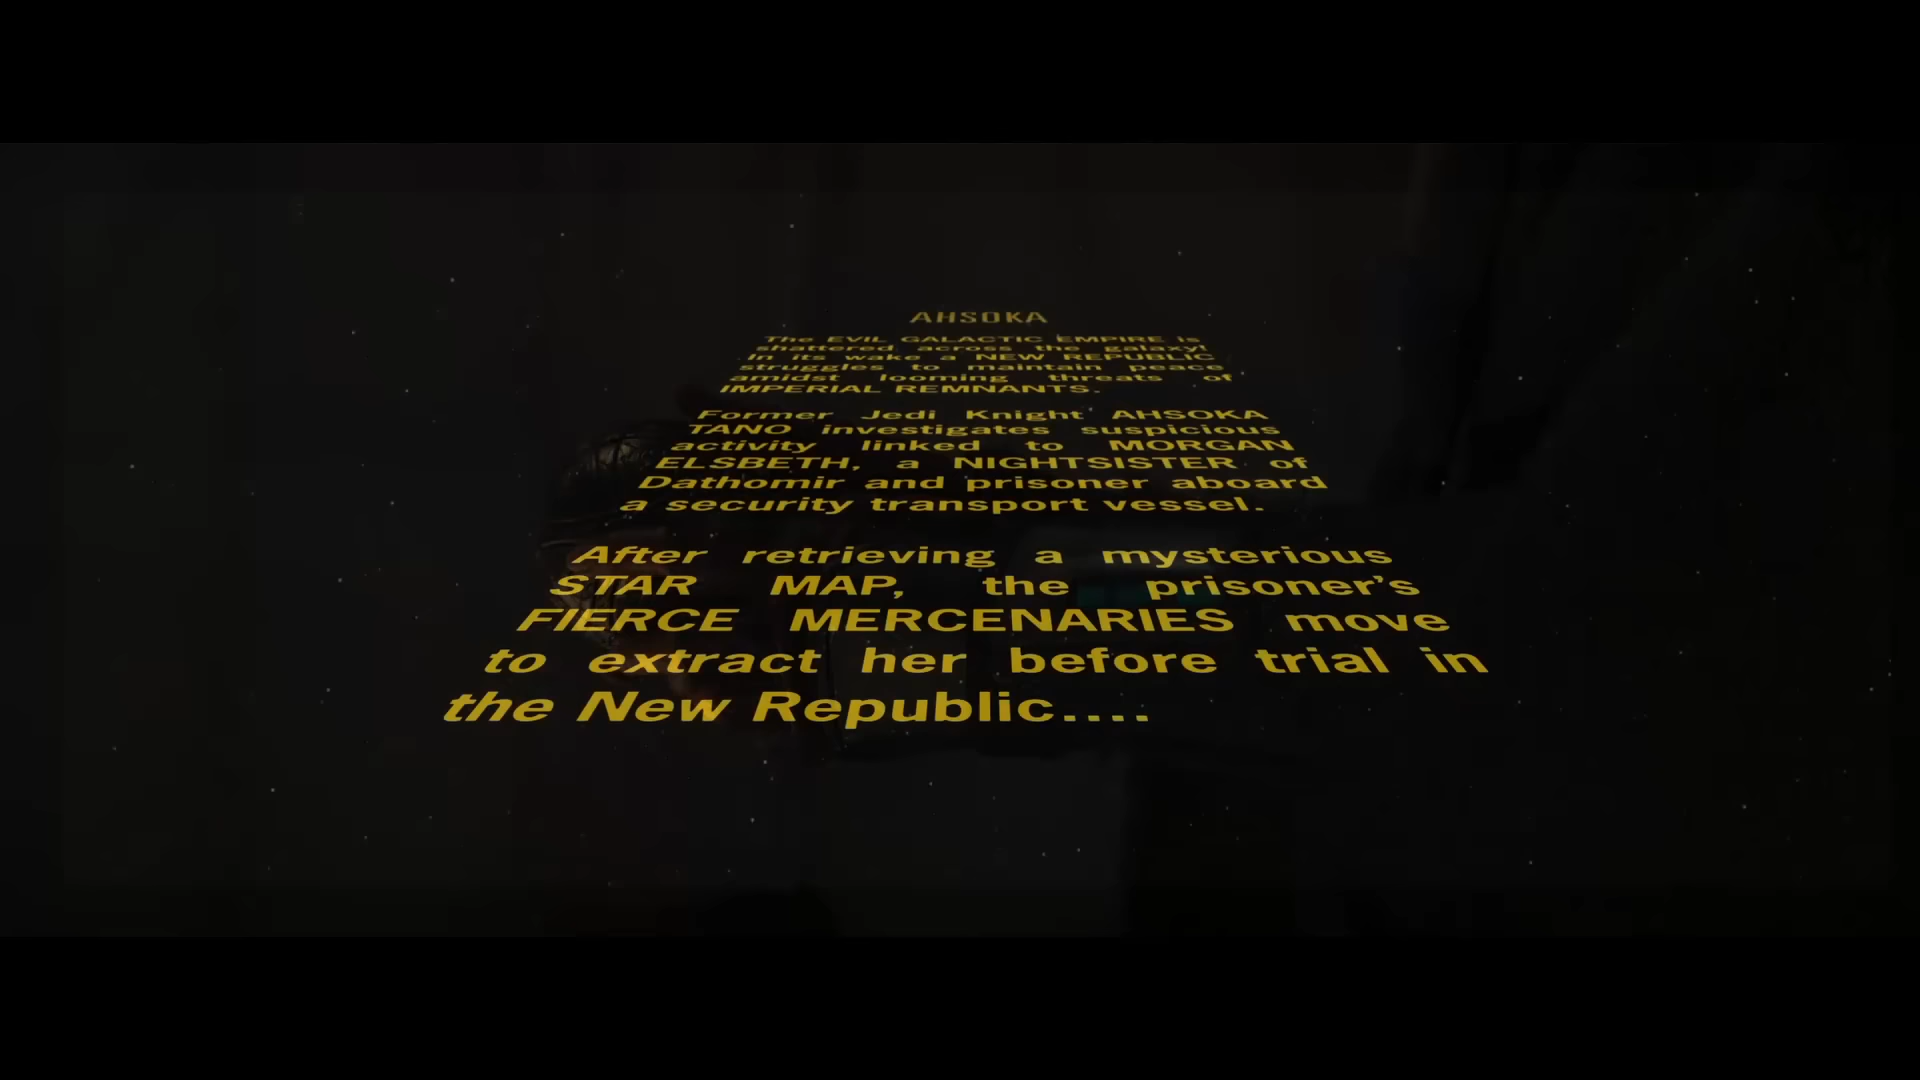 AHSOKA
The EVIL GALACTIC EMPIRE is
shattered across the galaxy!
In its wake a NEW REPUBLIC
struggles to maintain peace
amidst looming threats of
IMPERIAL REMNANTS.
Former Jedi Knight AHSOKA
TANO investigates suspicious
activity linked to MORGAN
ELSBETH, a NIGHTSISTER of
Dathomir and prisoner aboard
a security transport vessel.
After retrieving a mysterious
STAR MAP, the prisoner's
FIERCE MERCENARIES move
to extract her before trial in
the New Republic....